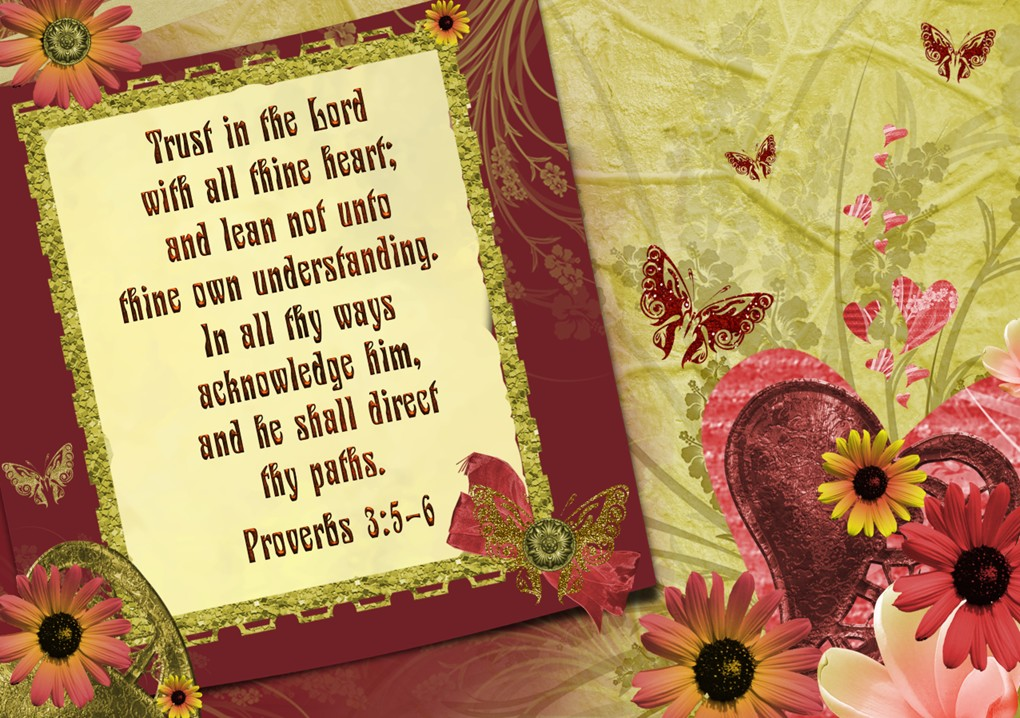 Trust in the Lord
with all thine heart;
and lean not unto
thine own understanding.
In all thy ways
acknowledge him,
and he shall direct
thy paths.
Proverbs 3:5-6